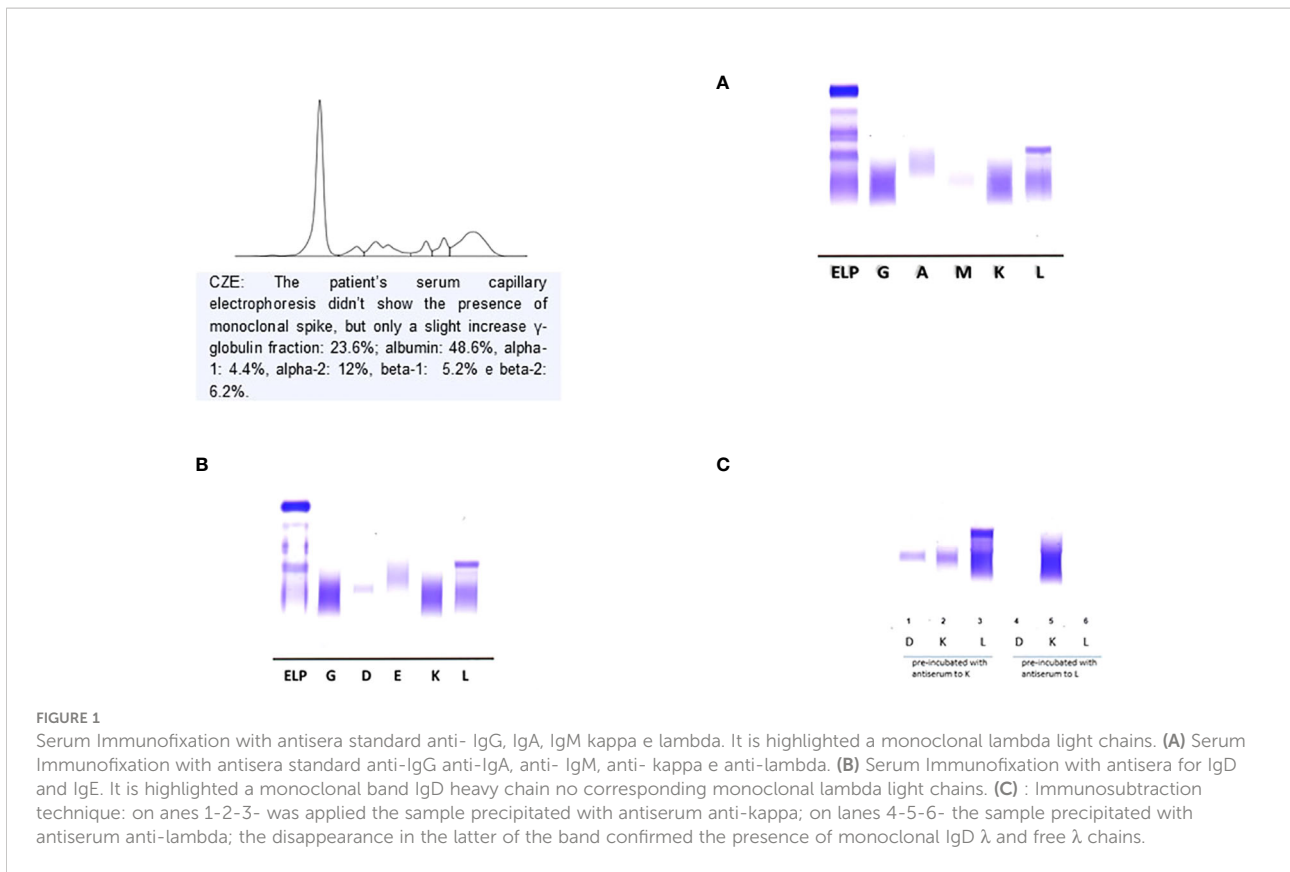 A
ELP G A M K L
CZE: The patient's serum capillary
electrophoresis didn't show the presence of
monoclonal spike, but only a slight increase γ-
globulin fraction: 23.6%; albumin: 48.6%, alpha-
1: 4.4%, alpha-2: 12%, beta-1: 5.2% e beta-2:
6.2%.
B
ELP G D E K L
C
1 2 3 4 5 6
D K L D K L
pre-incubated with
antiserum to K
pre-incubated with
antiserum to L
FIGURE 1
Serum Immunofixation with antisera standard anti- IgG, IgA, IgM kappa e lambda. It is highlighted a monoclonal lambda light chains. (A) Serum
Immunofixation with antisera standard anti-IgG anti-IgA, anti- IgM, anti- kappa e anti-lambda. (B) Serum Immunofixation with antisera for IgD
and IgE. It is highlighted a monoclonal band IgD heavy chain no corresponding monoclonal lambda light chains. (C) : Immunosubtraction
technique: on anes 1-2-3- was applied the sample precipitated with antiserum anti-kappa; on lanes 4-5-6- the sample precipitated with
antiserum anti-lambda; the disappearance in the latter of the band confirmed the presence of monoclonal IgD λ and free λ chains.